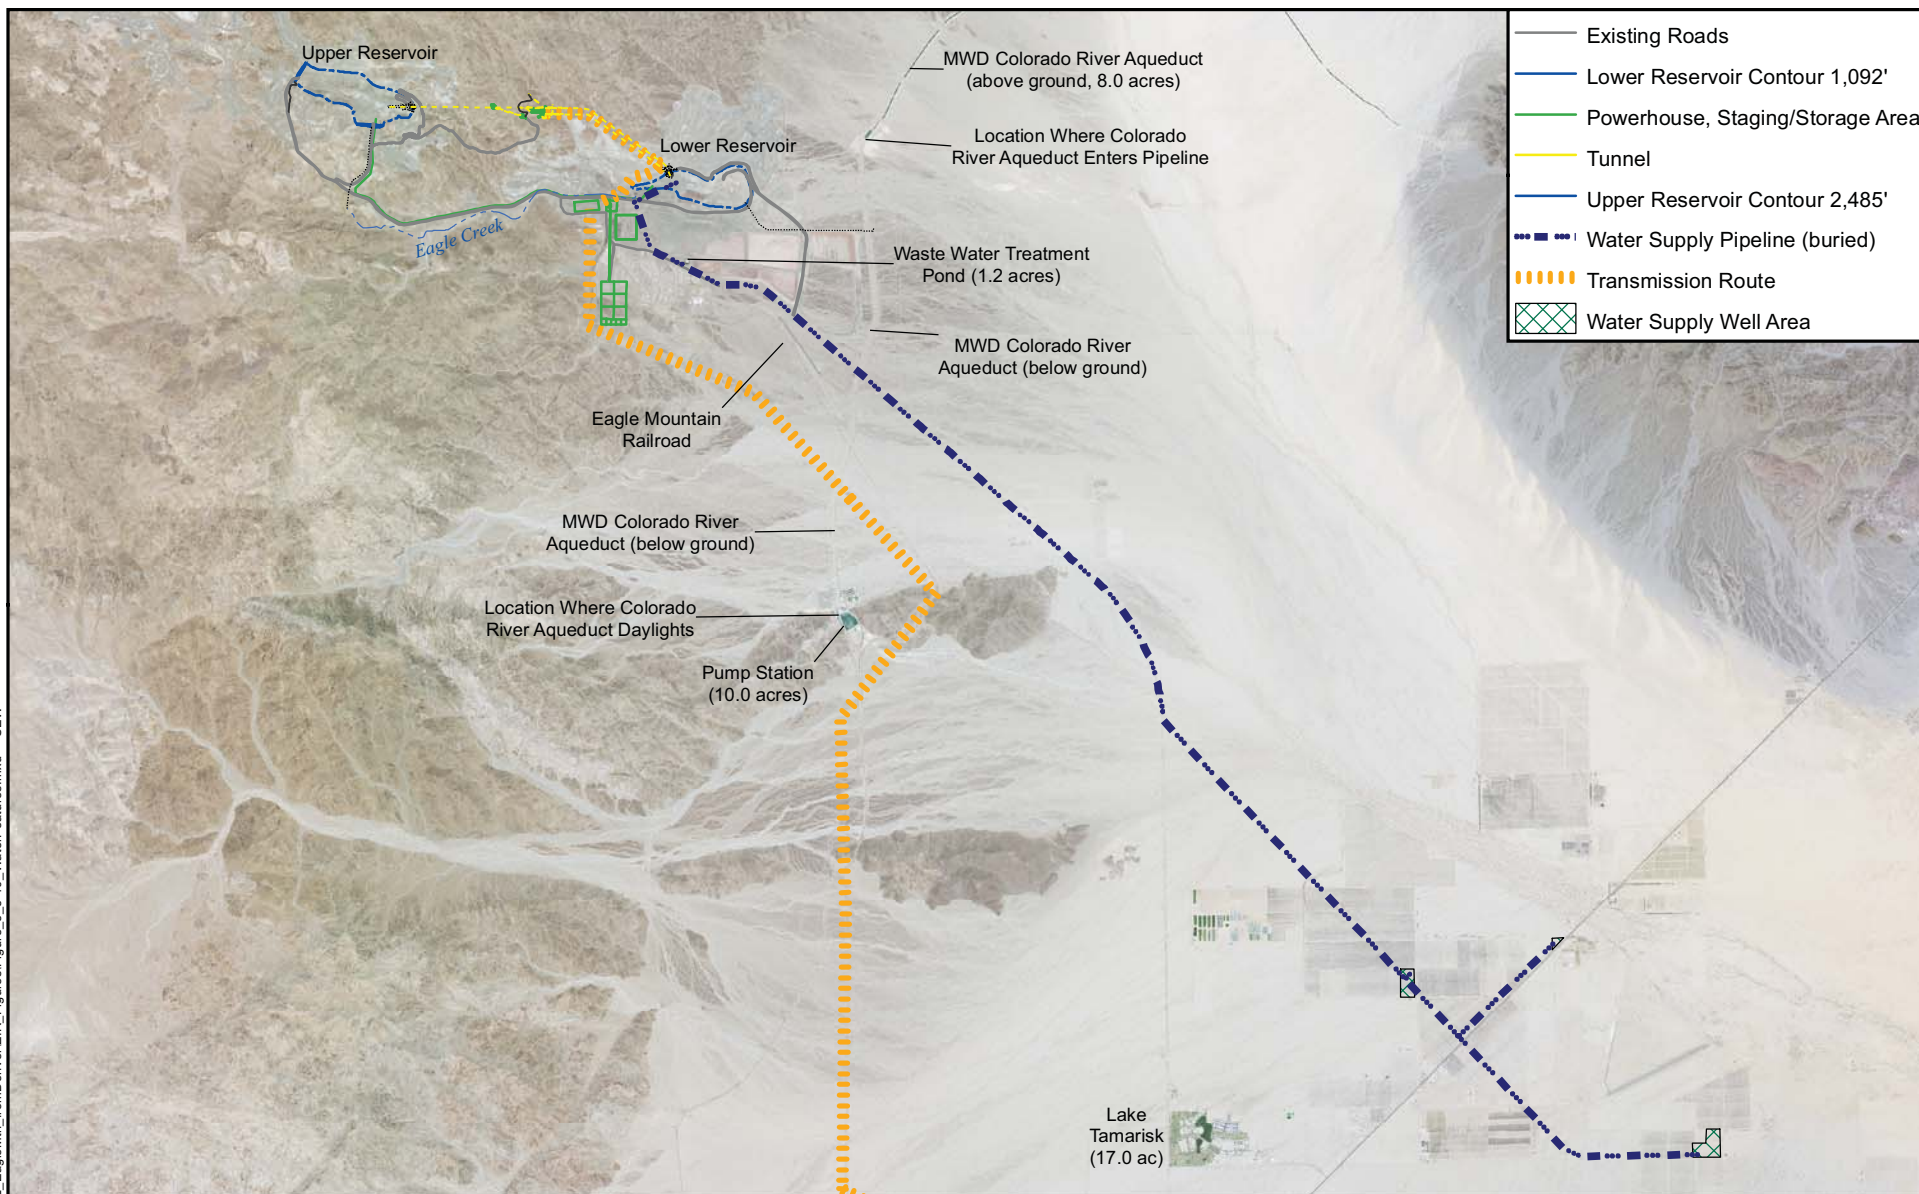 Upper Reservoir
MWD Colorado River Aqueduct
(above ground, 8.0 acres)
Location Where Colorado
River Aqueduct Enters Pipeline
Lower Reservoir
Eagle Creek
Waste Water Treatment
Pond (1.2 acres)
MWD Colorado River
Aqueduct (below ground)
Eagle Mountain
Railroad
MWD Colorado River
Aqueduct (below ground)
Location Where Colorado
River Aqueduct Daylights
Pump Station
(10.0 acres)
Lake
Tamarisk
(17.0 ac)
Existing Roads
Lower Reservoir Contour 1,092'
Powerhouse, Staging/Storage Area
Tunnel
Upper Reservoir Contour 2,485'
Water Supply Pipeline (buried)
Transmission Route
Water Supply Well Area